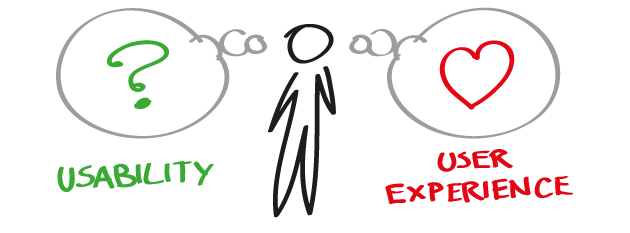 ?
USABILITY
USER
EXPERIENCE